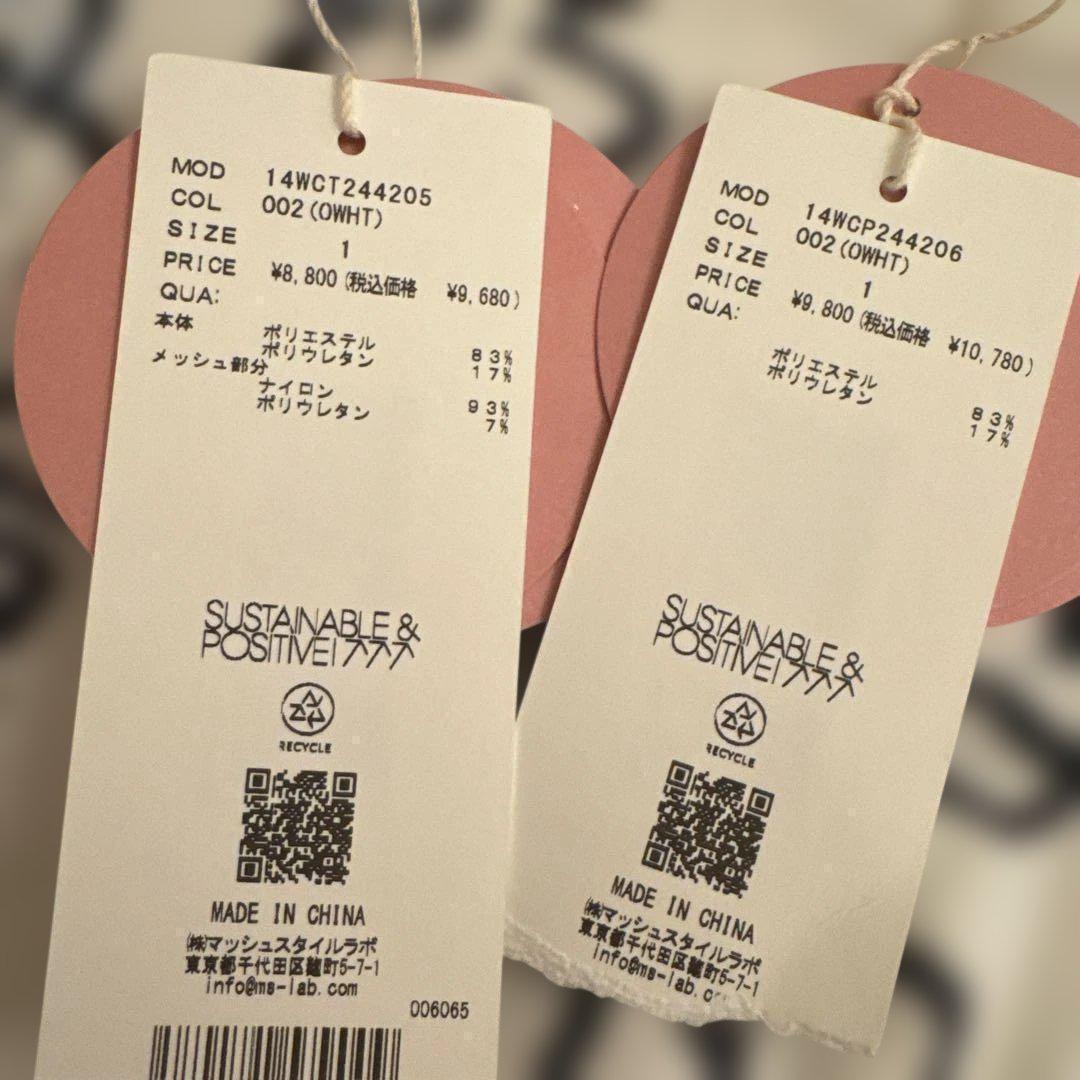 MOD 14WCT244205
COL 002(OWHT)
SIZE 1
PRICE ¥8,800(税込価格 ¥9,680)
QUA:
本体
ポリエステル 83%
ポリウレタン 17%
メッシュ部分
ナイロン 93%
ポリウレタン 7%
SUSTAINABLE &
POSITIVE!
RECYCLE
MADE IN CHINA
㈱マッシュスタイルラボ
東京都千代田区麹町5-7-1
info@ms-lab.com
006065
MOD 14WCP244206
COL 002(OWHT)
SIZE 1
PRICE ¥9,800(税込価格 ¥10,780)
QUA:
ポリエステル 83%
ポリウレタン 17%
SUSTAINABLE &
POSITIVE!
RECYCLE
MADE IN CHINA
㈱マッシュスタイルラボ
東京都千代田区麹町5-7-1
info@ms-lab.c